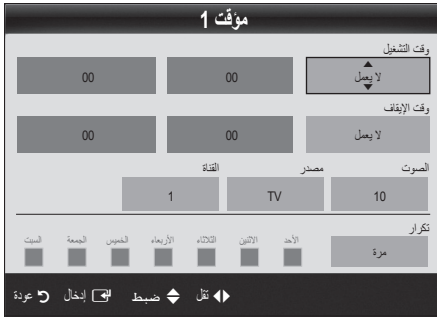 مؤقت 1
وقت التشغيل
لا يعمل 00 00
وقت الإيقاف
لا يعمل 00 00
الصوت مصدر القناة
10 TV 1
تكرار
الأحد الاثنين الثلاثاء الأربعاء الخميس الجمعة السبت
مرة
نقل ضبط إدخال عودة